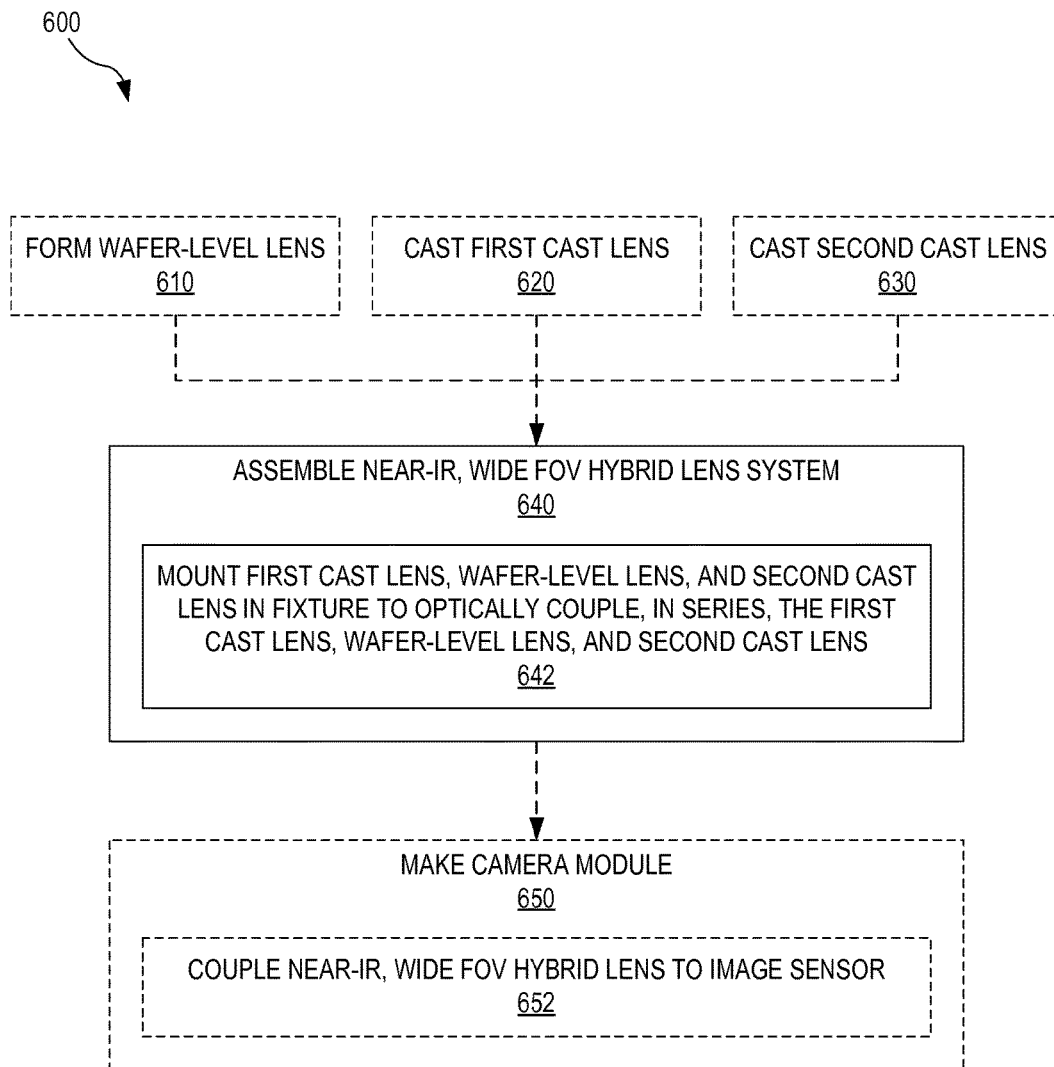 600
FORM WAFER-LEVEL LENS
610
CAST FIRST CAST LENS
620
CAST SECOND CAST LENS
630
ASSEMBLE NEAR-IR, WIDE FOV HYBRID LENS SYSTEM
640
MOUNT FIRST CAST LENS, WAFER-LEVEL LENS, AND SECOND CAST
LENS IN FIXTURE TO OPTICALLY COUPLE, IN SERIES, THE FIRST
CAST LENS, WAFER-LEVEL LENS, AND SECOND CAST LENS
642
MAKE CAMERA MODULE
650
COUPLE NEAR-IR, WIDE FOV HYBRID LENS TO IMAGE SENSOR
652